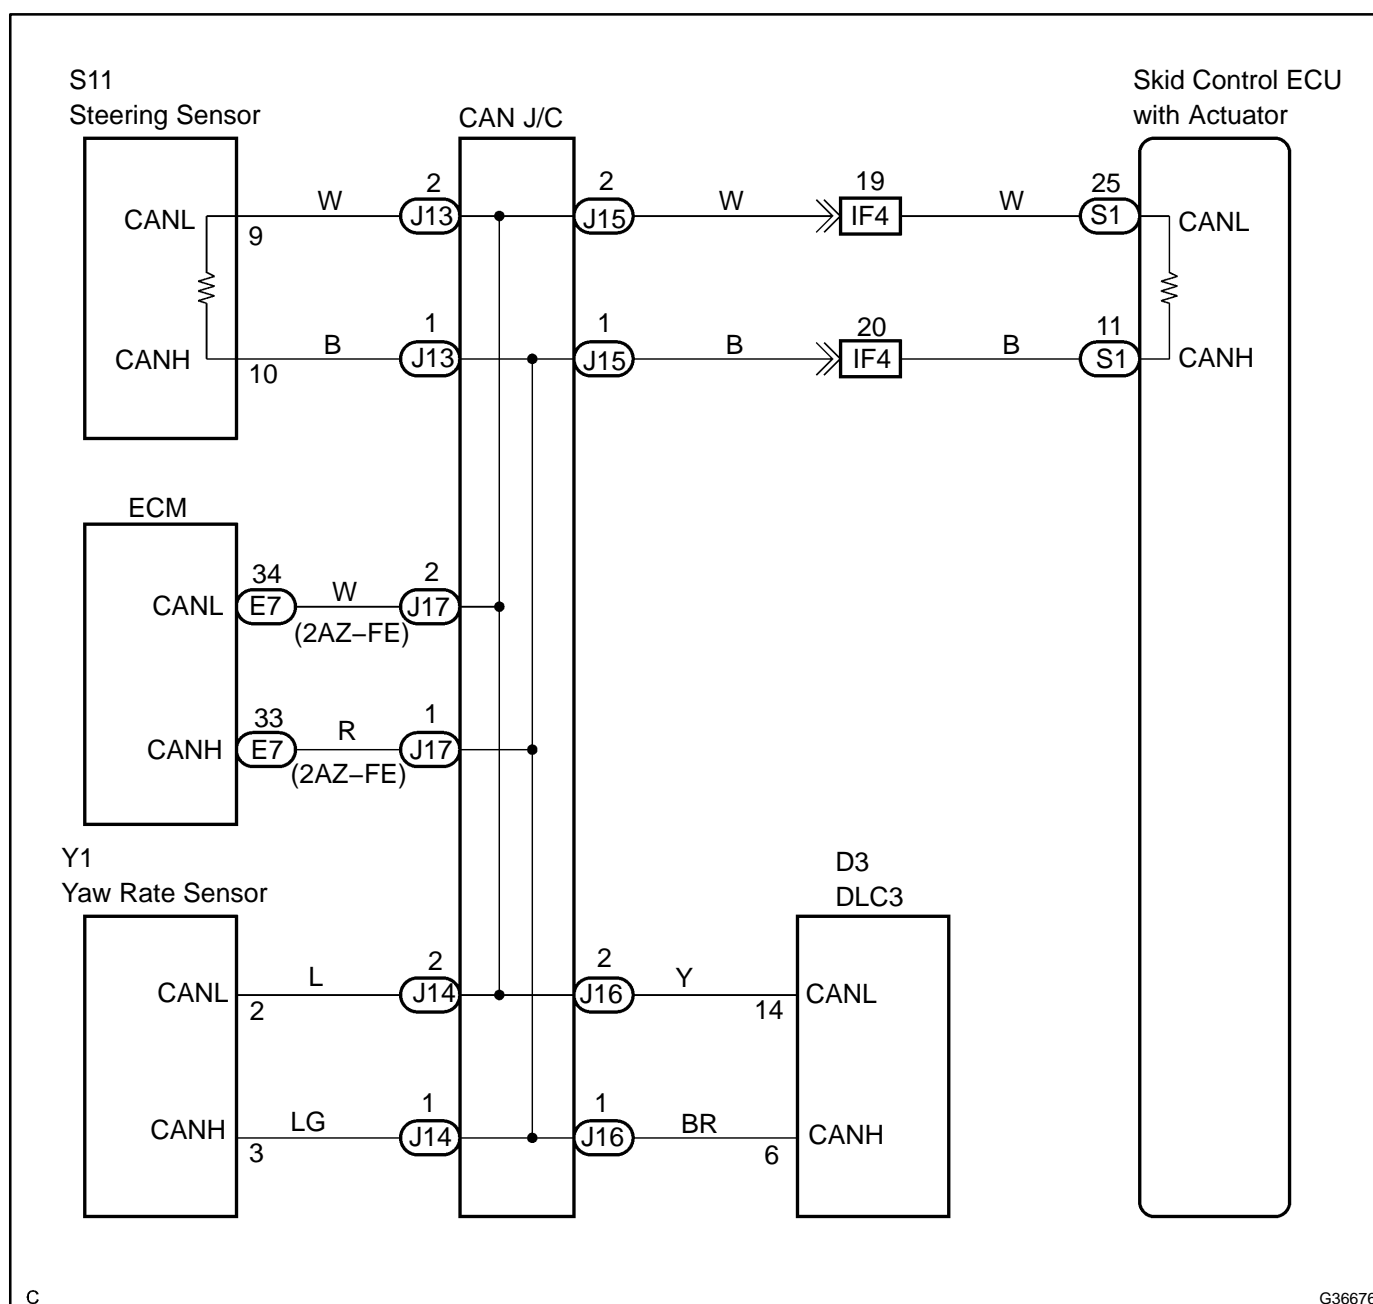 S11
Steering Sensor
CAN J/C
Skid Control ECU
with Actuator
CANL
9
W
2
J13
2
J15
W
19
IF4
W
25
S1
CANL
CANH
10
B
1
J13
1
J15
B
20
IF4
B
11
S1
CANH
ECM
CANL
34
E7
W
(2AZ–FE)
2
J17
CANH
33
E7
R
(2AZ–FE)
1
J17
Y1
Yaw Rate Sensor
D3
DLC3
CANL
2
L
2
J14
2
J16
Y
14
CANL
CANH
3
LG
1
J14
1
J16
BR
6
CANH
C
G36676